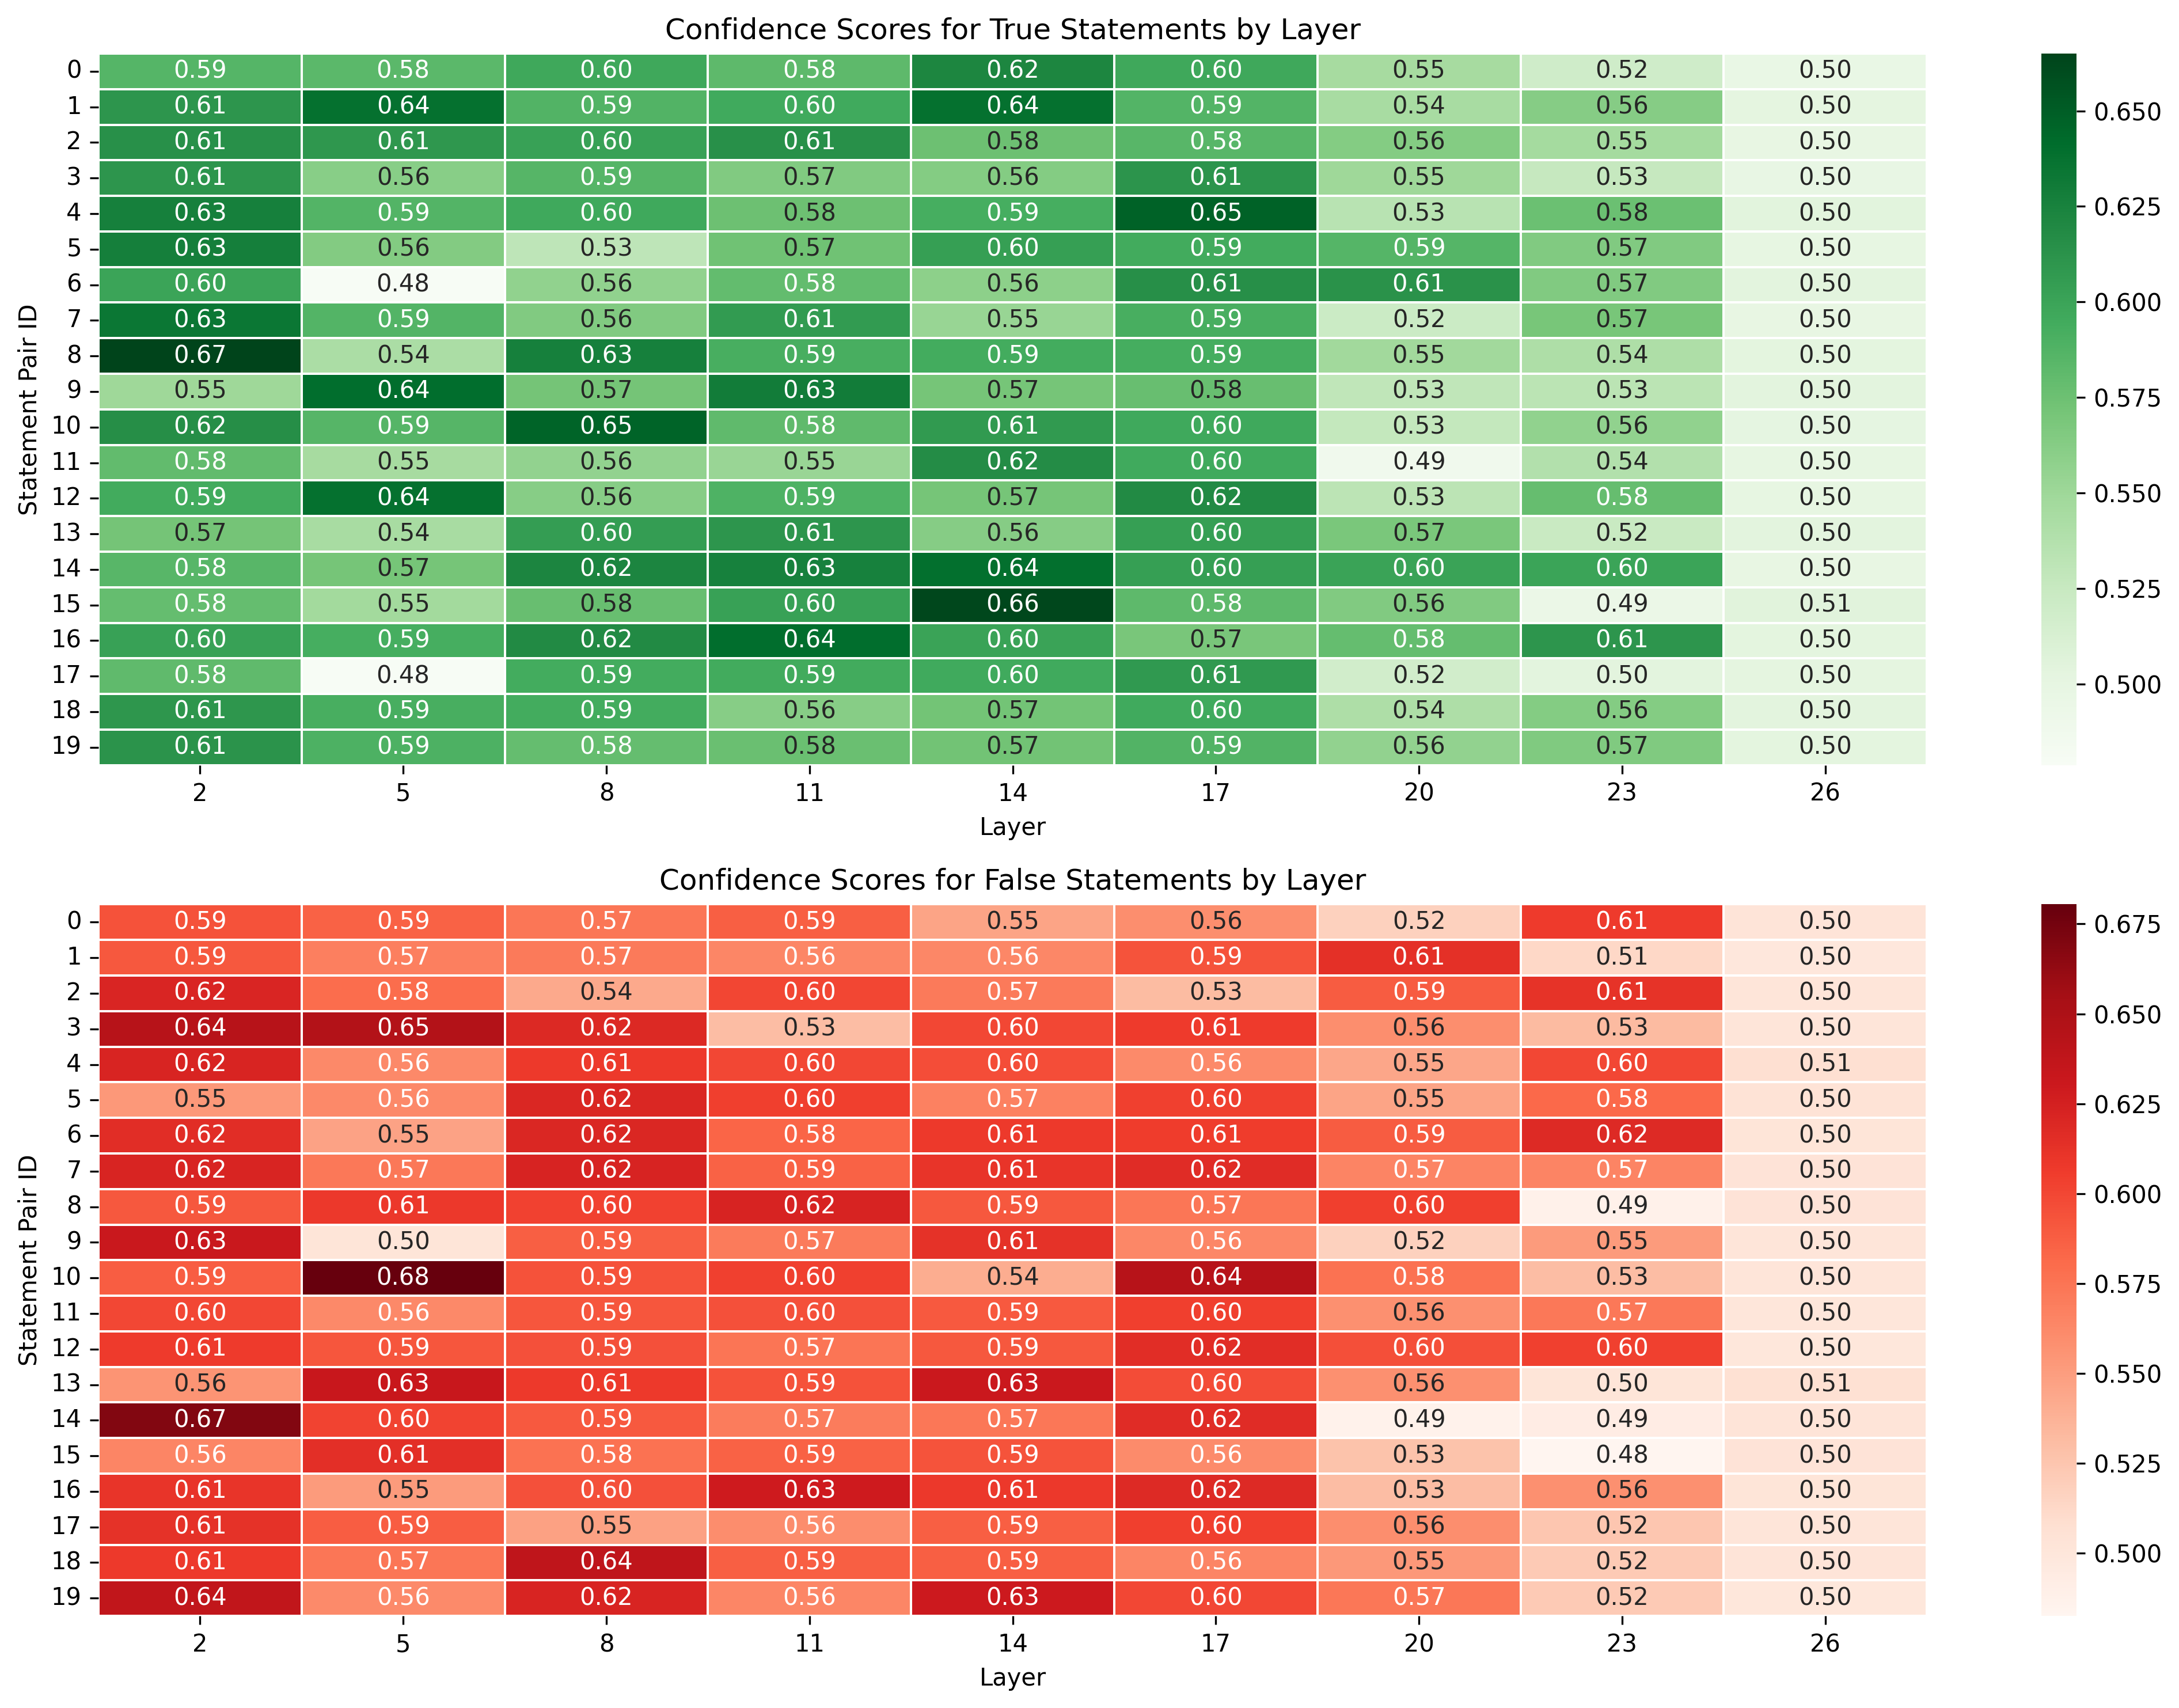 Confidence Scores for True Statements by Layer
0 0.59 0.58 0.60 0.58 0.62 0.60 0.55 0.52 0.50
1 0.61 0.64 0.59 0.60 0.64 0.59 0.54 0.56 0.50 0.650
2 0.61 0.61 0.60 0.61 0.58 0.58 0.56 0.55 0.50
3 0.61 0.56 0.59 0.57 0.56 0.61 0.55 0.53 0.50
4 0.63 0.59 0.60 0.58 0.59 0.65 0.53 0.58 0.50 0.625
5 0.63 0.56 0.53 0.57 0.60 0.59 0.59 0.57 0.50
6 0.60 0.48 0.56 0.58 0.56 0.61 0.61 0.57 0.50 0.600
7 0.63 0.59 0.56 0.61 0.55 0.59 0.52 0.57 0.50
8 0.67 0.54 0.63 0.59 0.59 0.59 0.55 0.54 0.50
9 0.55 0.64 0.57 0.63 0.57 0.58 0.53 0.53 0.50 0.575
Statement Pair ID
10 0.62 0.59 0.65 0.58 0.61 0.60 0.53 0.56 0.50
11 0.58 0.55 0.56 0.55 0.62 0.60 0.49 0.54 0.50
12 0.59 0.64 0.56 0.59 0.57 0.62 0.53 0.58 0.50 0.550
13 0.57 0.54 0.60 0.61 0.56 0.60 0.57 0.52 0.50
14 0.58 0.57 0.62 0.63 0.64 0.60 0.60 0.60 0.50
15 0.58 0.55 0.58 0.60 0.66 0.58 0.56 0.49 0.51 0.525
16 0.60 0.59 0.62 0.64 0.60 0.57 0.58 0.61 0.50
17 0.58 0.48 0.59 0.59 0.60 0.61 0.52 0.50 0.50 0.500
18 0.61 0.59 0.59 0.56 0.57 0.60 0.54 0.56 0.50
19 0.61 0.59 0.58 0.58 0.57 0.59 0.56 0.57 0.50
2 5 8 11 14 17 20 23 26
Layer
Confidence Scores for False Statements by Layer
0 0.59 0.59 0.57 0.59 0.55 0.56 0.52 0.61 0.50 0.675
1 0.59 0.57 0.57 0.56 0.56 0.59 0.61 0.51 0.50
2 0.62 0.58 0.54 0.60 0.57 0.53 0.59 0.61 0.50
3 0.64 0.65 0.62 0.53 0.60 0.61 0.56 0.53 0.50 0.650
4 0.62 0.56 0.61 0.60 0.60 0.56 0.55 0.60 0.51
5 0.55 0.56 0.62 0.60 0.57 0.60 0.55 0.58 0.50 0.625
6 0.62 0.55 0.62 0.58 0.61 0.61 0.59 0.62 0.50
7 0.62 0.57 0.62 0.59 0.61 0.62 0.57 0.57 0.50
8 0.59 0.61 0.60 0.62 0.59 0.57 0.60 0.49 0.50 0.600
9 0.63 0.50 0.59 0.57 0.61 0.56 0.52 0.55 0.50
Statement Pair ID
10 0.59 0.68 0.59 0.60 0.54 0.64 0.58 0.53 0.50 0.575
11 0.60 0.56 0.59 0.60 0.59 0.60 0.56 0.57 0.50
12 0.61 0.59 0.59 0.57 0.59 0.62 0.60 0.60 0.50
13 0.56 0.63 0.61 0.59 0.63 0.60 0.56 0.50 0.51 0.550
14 0.67 0.60 0.59 0.57 0.57 0.62 0.49 0.49 0.50
15 0.56 0.61 0.58 0.59 0.59 0.56 0.53 0.48 0.50 0.525
16 0.61 0.55 0.60 0.63 0.61 0.62 0.53 0.56 0.50
17 0.61 0.59 0.55 0.56 0.59 0.60 0.56 0.52 0.50
18 0.61 0.57 0.64 0.59 0.59 0.56 0.55 0.52 0.50 0.500
19 0.64 0.56 0.62 0.56 0.63 0.60 0.57 0.52 0.50
2 5 8 11 14 17 20 23 26
Layer